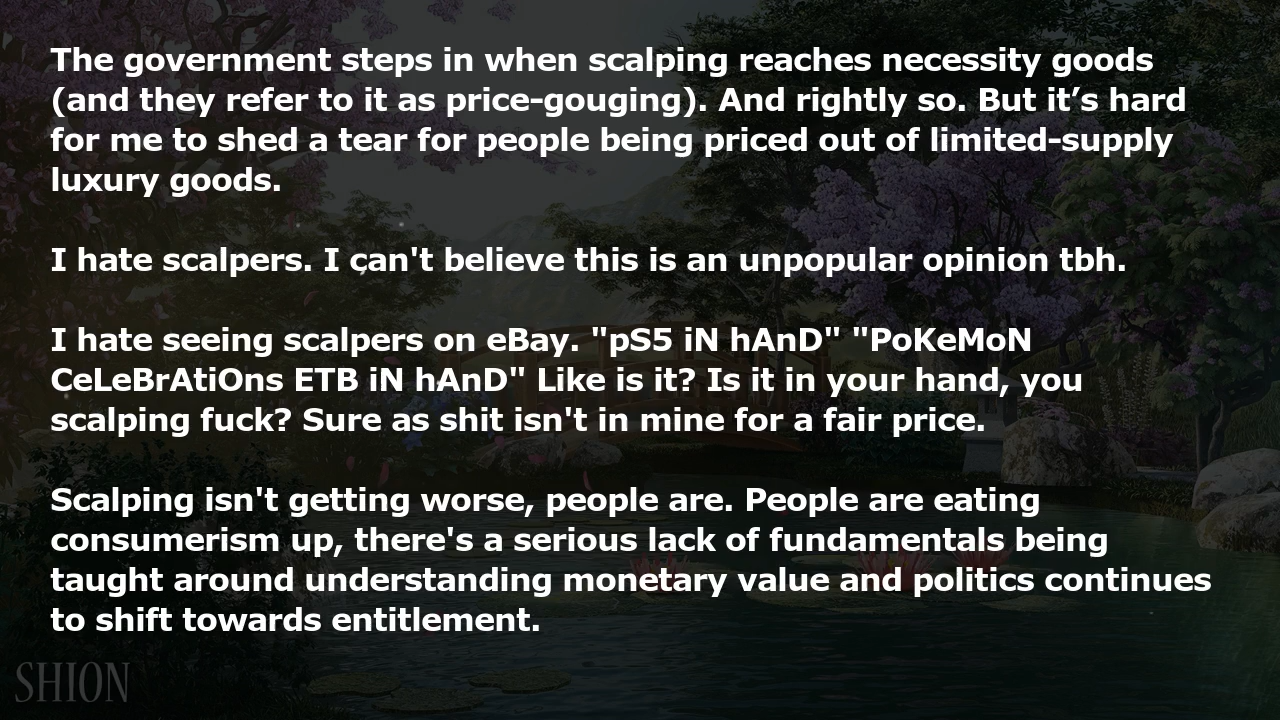 The government steps in when scalping reaches necessity goods
(and they refer to it as price-gouging). And rightly so. But it’s hard
for me to shed a tear for people being priced out of limited-supply
luxury goods.
I hate scalpers. I can't believe this is an unpopular opinion tbh.
I hate seeing scalpers on eBay. "pS5 iN hAnD" "PoKeMoN
CeLeBrAtiOns ETB iN hAnD" Like is it? Is it in your hand, you
scalping fuck? Sure as shit isn't in mine for a fair price.
Scalping isn't getting worse, people are. People are eating
consumerism up, there's a serious lack of fundamentals being
taught around understanding monetary value and politics continues
to shift towards entitlement.
SHION